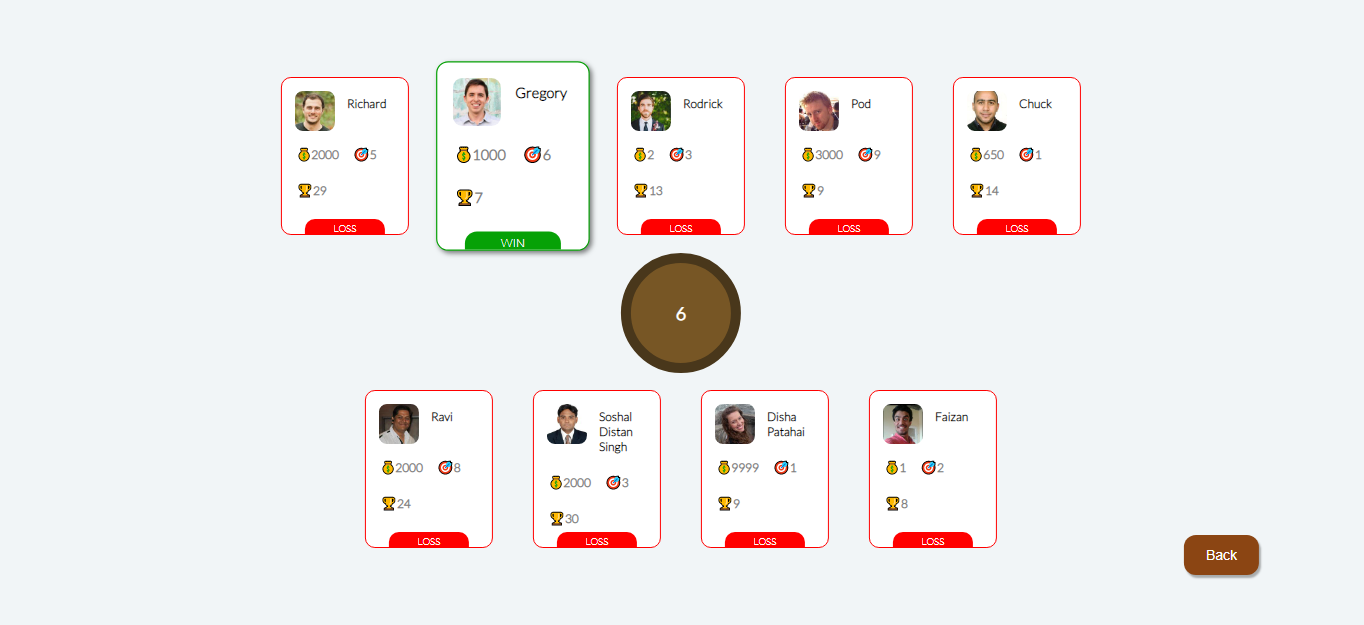 Richard
💰2000 🎯5
🏆29
LOSS
Gregory
💰1000 🎯6
🏆7
WIN
Rodrick
💰2 🎯3
🏆13
LOSS
Pod
💰3000 🎯9
🏆9
LOSS
Chuck
💰650 🎯1
🏆14
LOSS
6
Ravi
💰2000 🎯8
🏆24
LOSS
Soshal
Distan
Singh
💰2000 🎯3
🏆30
LOSS
Disha
Patahai
💰9999 🎯1
🏆9
LOSS
Faizan
💰1 🎯2
🏆8
LOSS
Back